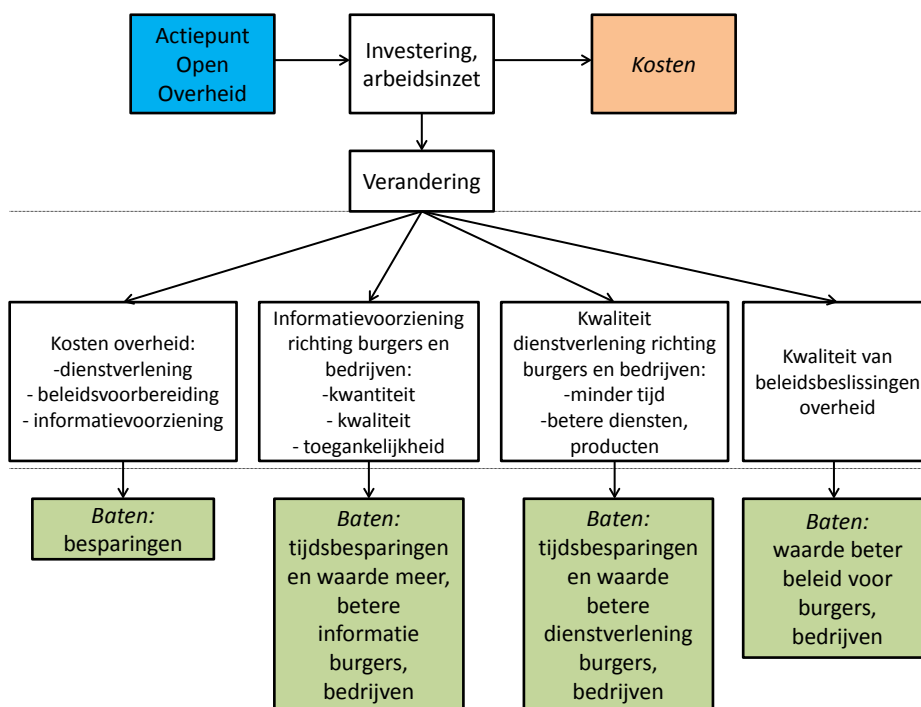 Actiepunt
Open
Overheid
Investering,
arbeidsinzet
Kosten
Verandering
Kosten overheid:
-dienstverlening
- beleidsvoorbereiding
- informatievoorziening
Informatievoorziening
richting burgers en
bedrijven:
-kwantiteit
- kwaliteit
- toegankelijkheid
Kwaliteit
dienstverlening richting
burgers en bedrijven:
- minder tijd
-betere diensten,
producten
Kwaliteit van
beleidsbeslissingen
overheid
Baten:
besparingen
Baten:
tijdsbesparingen
en waarde meer,
betere
informatie
burgers,
bedrijven
Baten:
tijdsbesparingen
en waarde
betere
dienstverlening
burgers,
bedrijven
Baten:
waarde beter
beleid voor
burgers,
bedrijven